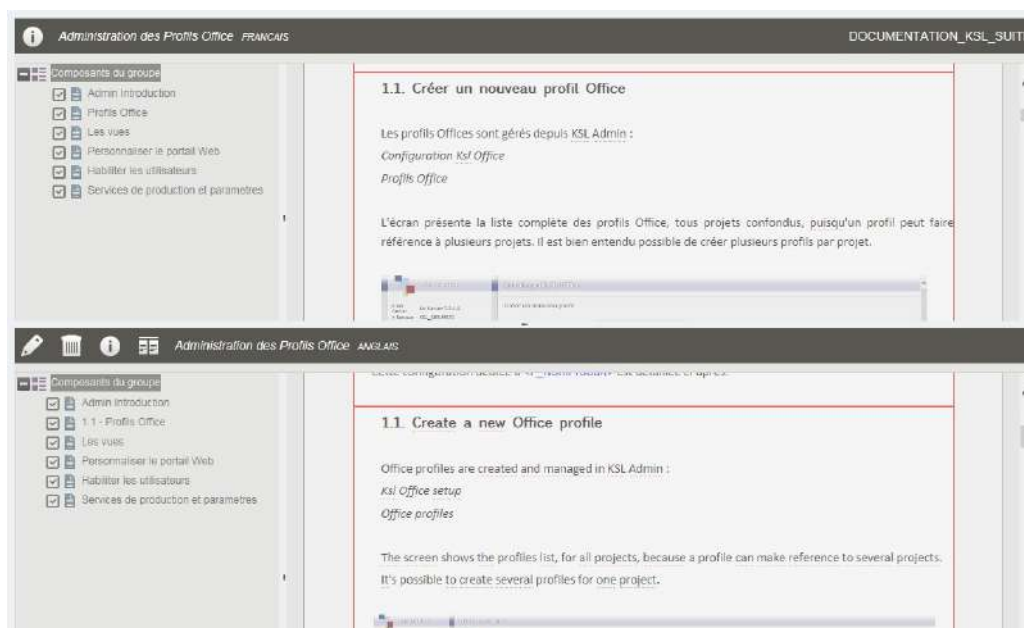 Administration des Profils Office FRANCAIS
DOCUMENTATION_KSL_SUIT
Composants du groupe
Admin Introduction
Profils Office
Les vues
Personnaliser le portail Web
Habiliter les utilisateurs
Services de production et parametres
1.1. Créer un nouveau profil Office
Les profils Offices sont gérés depuis KSL Admin :
Configuration Ksl Office
Profils Office
L'écran présente la liste complète des profils Office, tous projets confondus, puisqu'un profil peut faire
référence à plusieurs projets. Il est bien entendu possible de créer plusieurs profils par projet.
Administration des Profils Office ANGLAIS
Composants du groupe
Admin Introduction
1.1 - Profils Office
Les vues
Personnaliser le portail Web
Habiliter les utilisateurs
Services de production et parametres
1.1. Create a new Office profile
Office profiles are created and managed in KSL Admin :
Ksl Office setup
Office profiles
The screen shows the profiles list, for all projects, because a profile can make reference to several projects.
It's possible to create several profiles for one project.